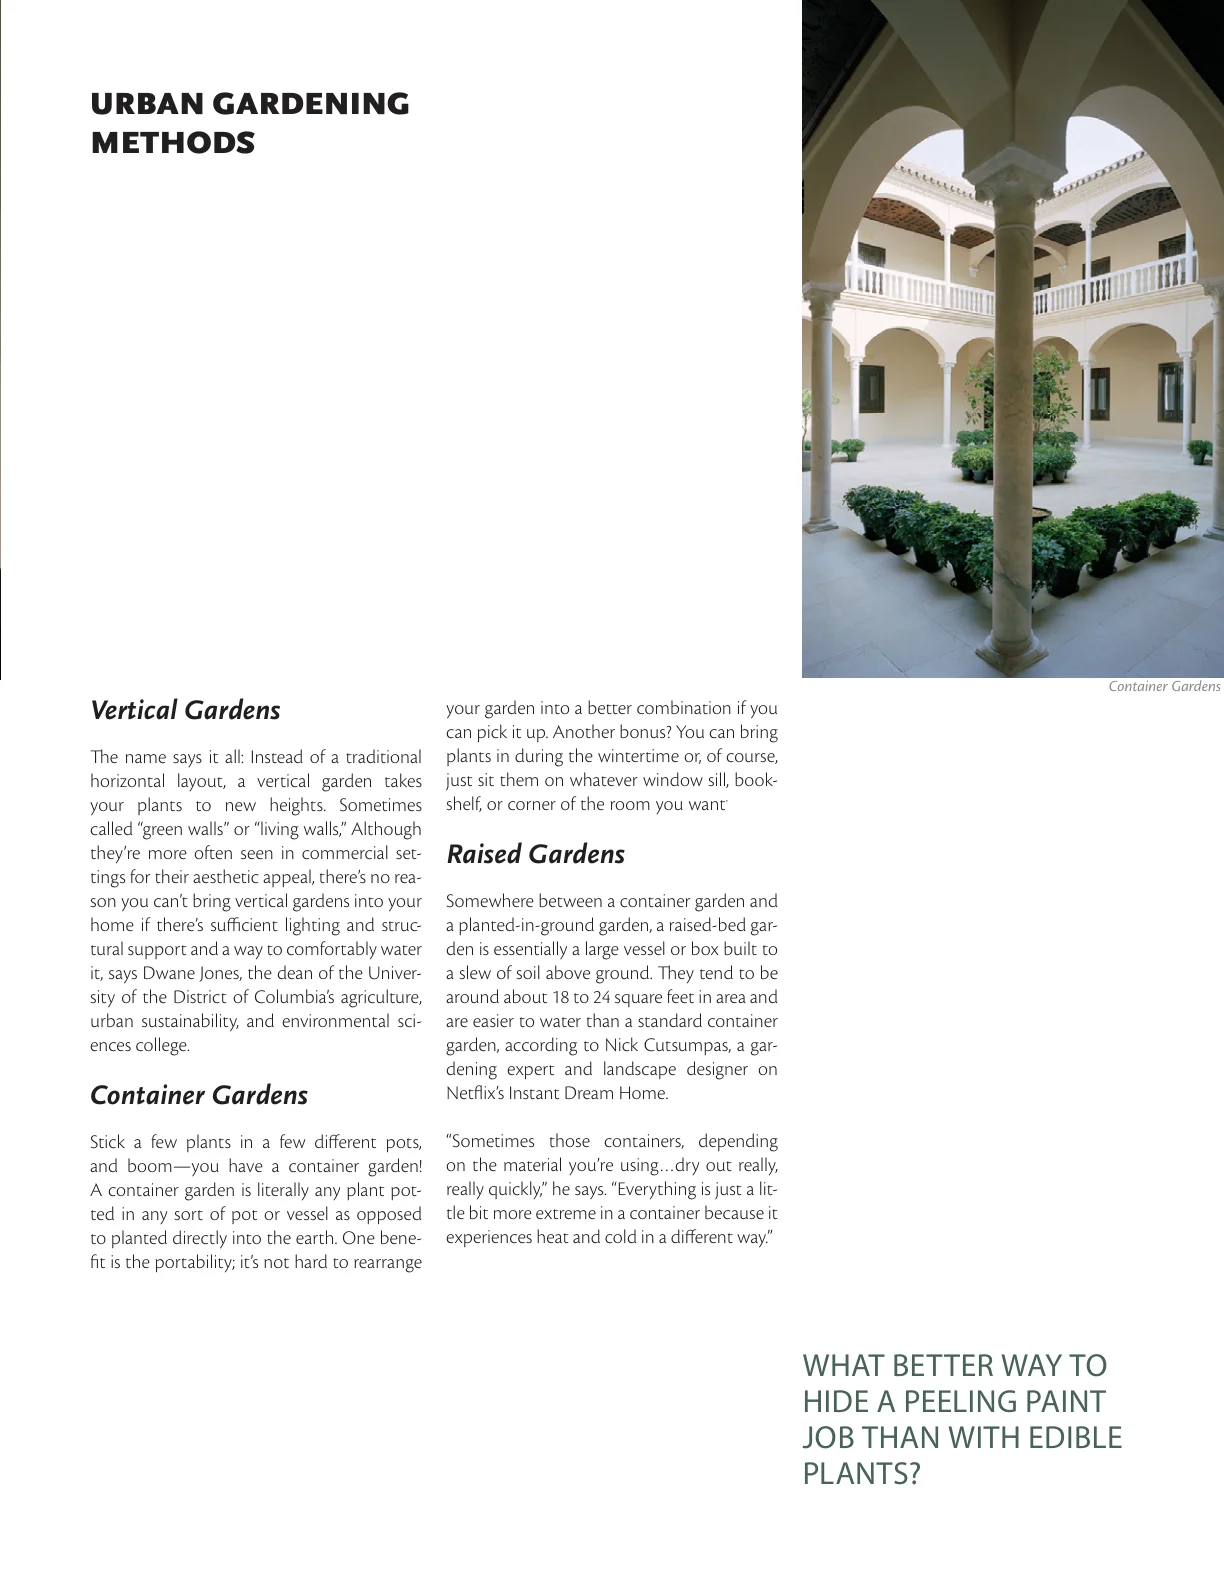 URBAN GARDENING
METHODS
Container Gardens
Vertical Gardens
The name says it all: Instead of a traditional
horizontal layout, a vertical garden takes
your plants to new heights. Sometimes
called “green walls” or “living walls,” Although
they’re more often seen in commercial set-
tings for their aesthetic appeal, there’s no rea-
son you can’t bring vertical gardens into your
home if there’s sufficient lighting and struc-
tural support and a way to comfortably water
it, says Dwane Jones, the dean of the Univer-
sity of the District of Columbia’s agriculture,
urban sustainability, and environmental sci-
ences college.
Container Gardens
Stick a few plants in a few different pots,
and boom—you have a container garden!
A container garden is literally any plant pot-
ted in any sort of pot or vessel as opposed
to planted directly into the earth. One bene-
fit is the portability; it’s not hard to rearrange
your garden into a better combination if you
can pick it up. Another bonus? You can bring
plants in during the wintertime or, of course,
just sit them on whatever window sill, book-
shelf, or corner of the room you want.
Raised Gardens
Somewhere between a container garden and
a planted-in-ground garden, a raised-bed gar-
den is essentially a large vessel or box built to
a slew of soil above ground. They tend to be
around about 18 to 24 square feet in area and
are easier to water than a standard container
garden, according to Nick Cutsumpas, a gar-
dening expert and landscape designer on
Netflix’s Instant Dream Home.
“Sometimes those containers, depending
on the material you’re using…dry out really,
really quickly,” he says. “Everything is just a lit-
tle bit more extreme in a container because it
experiences heat and cold in a different way.”
WHAT BETTER WAY TO
HIDE A PEELING PAINT
JOB THAN WITH EDIBLE
PLANTS?